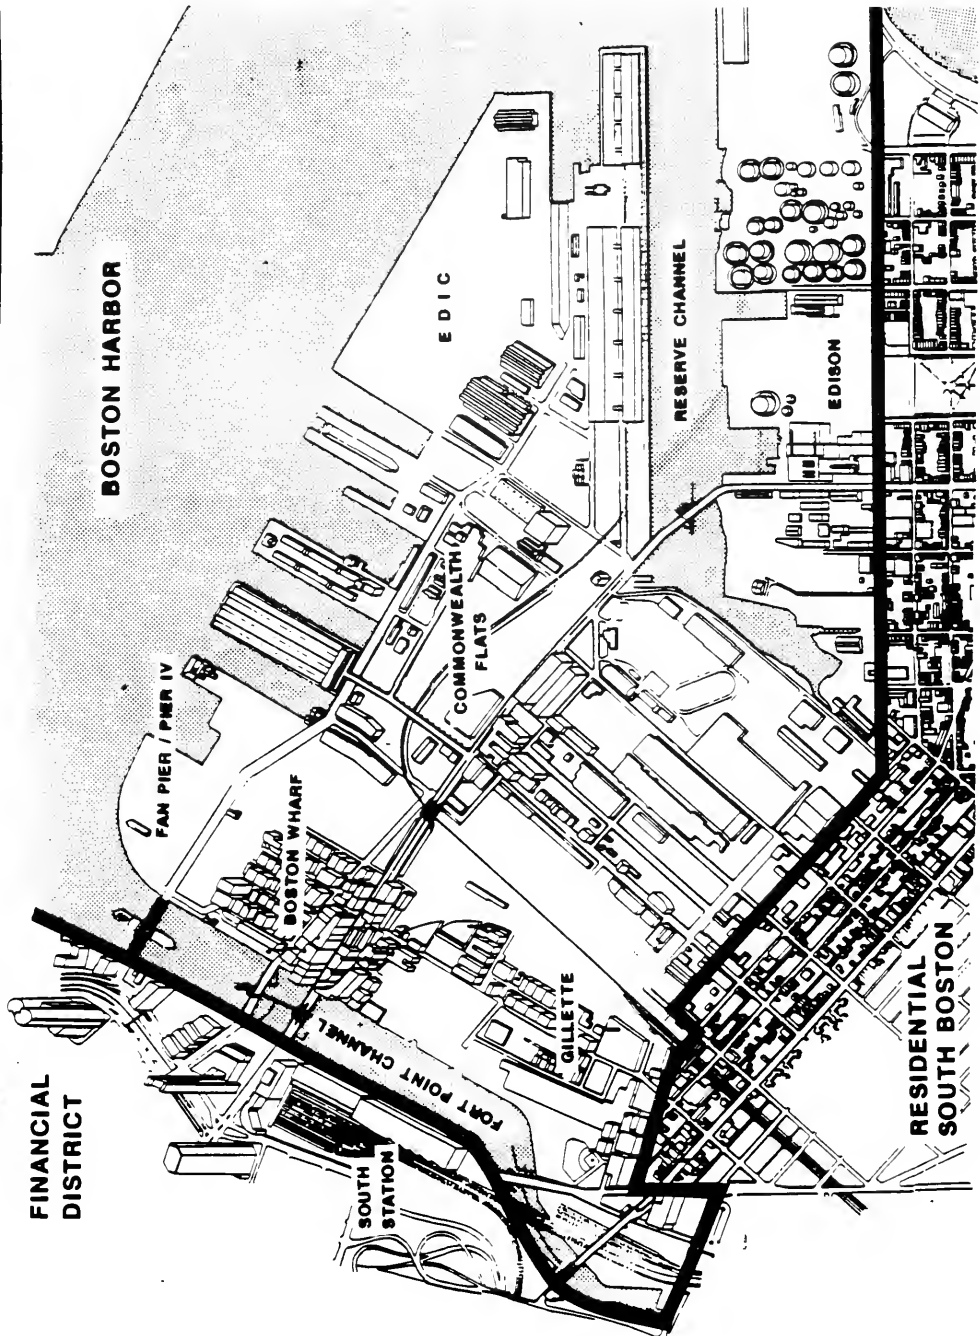 FINANCIAL
DISTRICT
BOSTON HARBOR
FAN PIER / PIER IV
SOUTH
STATION
FORT POINT CHANNEL
BOSTON WHARF
COMMONWEALTH
FLATS
EDIC
GILLETTE
RESERVE CHANNEL
EDISON
RESIDENTIAL
SOUTH BOSTON